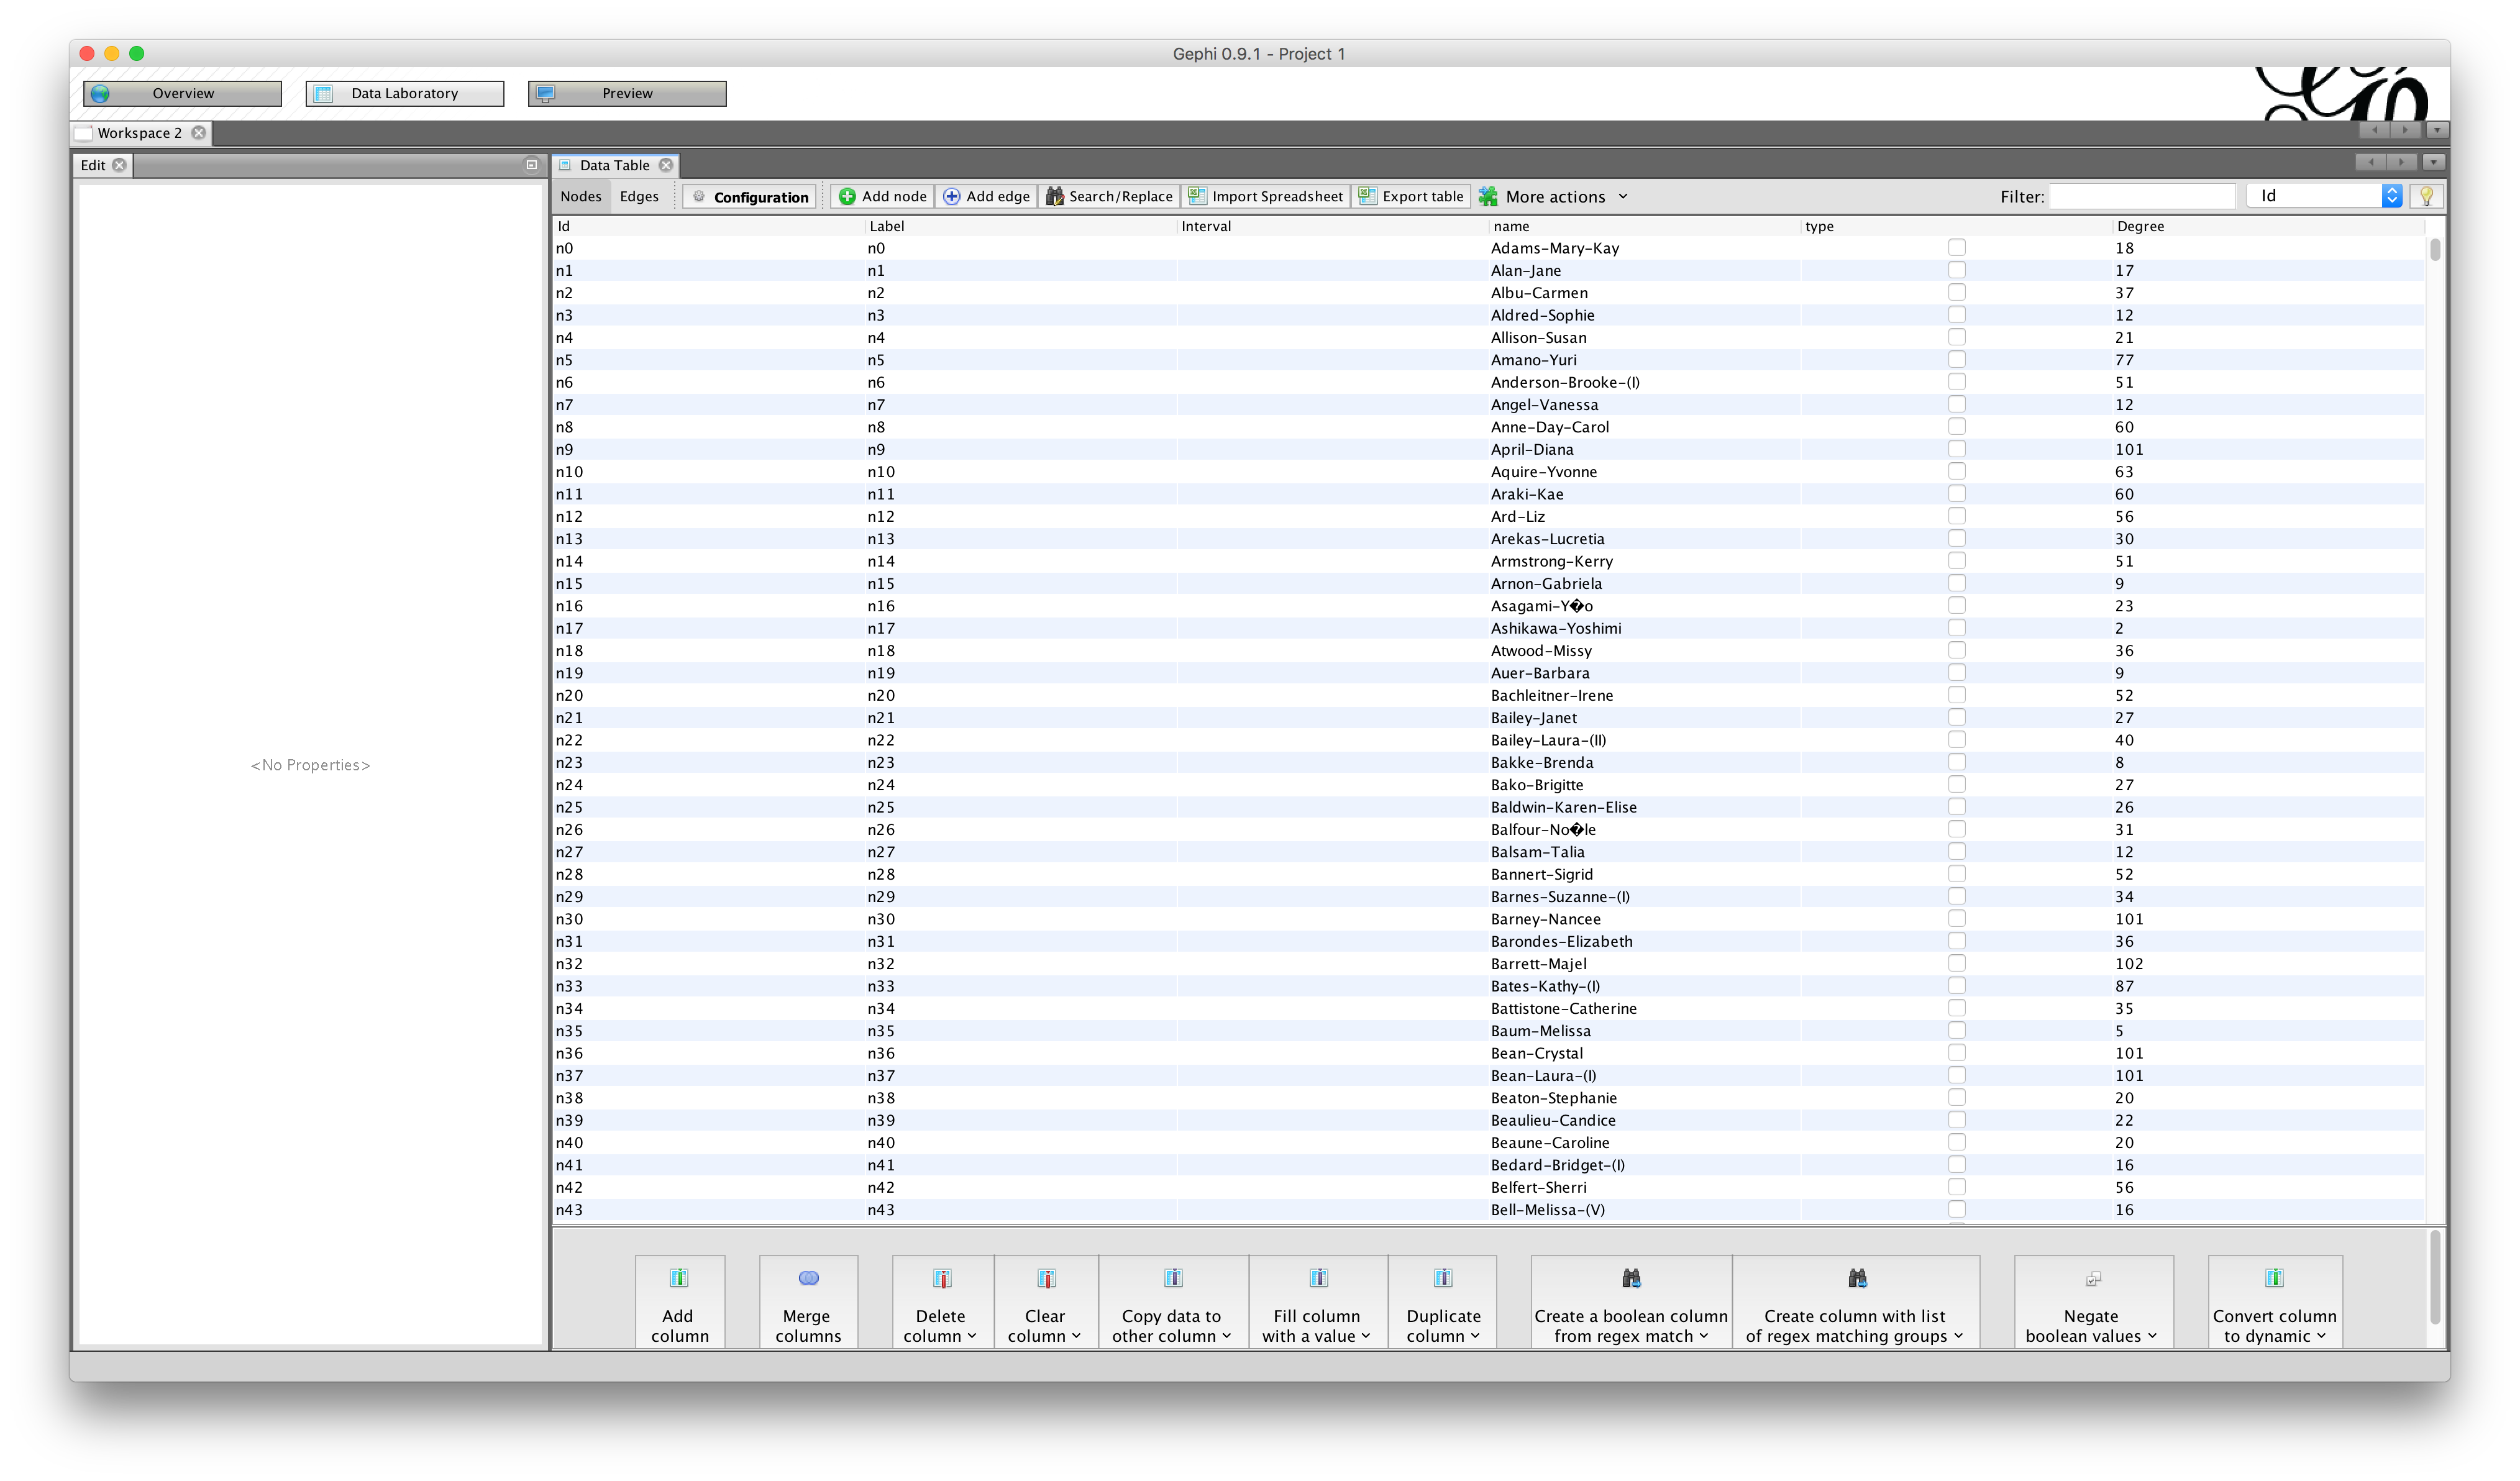 Gephi 0.9.1 - Project 1
Overview Data Laboratory Preview
Workspace 2
Edit Data Table
Nodes Edges Configuration Add node Add edge Search/Replace Import Spreadsheet Export table More actions Filter: Id
Id Label Interval name type Degree
n0 n0 Adams-Mary-Kay 18
n1 n1 Alan-Jane 17
n2 n2 Albu-Carmen 37
n3 n3 Aldred-Sophie 12
n4 n4 Allison-Susan 21
n5 n5 Amano-Yuri 77
n6 n6 Anderson-Brooke-(I) 51
n7 n7 Angel-Vanessa 12
n8 n8 Anne-Day-Carol 60
n9 n9 April-Diana 101
n10 n10 Aquire-Yvonne 63
n11 n11 Araki-Kae 60
n12 n12 Ard-Liz 56
n13 n13 Arekas-Lucretia 30
n14 n14 Armstrong-Kerry 51
n15 n15 Arnon-Gabriela 9
n16 n16 Asagami-Y�o 23
n17 n17 Ashikawa-Yoshimi 2
n18 n18 Atwood-Missy 36
n19 n19 Auer-Barbara 9
n20 n20 Bachleitner-Irene 52
n21 n21 Bailey-Janet 27
n22 n22 Bailey-Laura-(II) 40
n23 n23 Bakke-Brenda 8
n24 n24 Bako-Brigitte 27
n25 n25 Baldwin-Karen-Elise 26
n26 n26 Balfour-No�le 31
n27 n27 Balsam-Talia 12
n28 n28 Bannert-Sigrid 52
n29 n29 Barnes-Suzanne-(I) 34
n30 n30 Barney-Nancee 101
n31 n31 Barondes-Elizabeth 36
n32 n32 Barrett-Majel 102
n33 n33 Bates-Kathy-(I) 87
n34 n34 Battistone-Catherine 35
n35 n35 Baum-Melissa 5
n36 n36 Bean-Crystal 101
n37 n37 Bean-Laura-(I) 101
n38 n38 Beaton-Stephanie 20
n39 n39 Beaulieu-Candice 22
n40 n40 Beaune-Caroline 20
n41 n41 Bedard-Bridget-(I) 16
n42 n42 Belfert-Sherri 56
n43 n43 Bell-Melissa-(V) 16
<No Properties>
Add column
Merge columns
Delete column
Clear column
Copy data to other column
Fill column with a value
Duplicate column
Create a boolean column from regex match
Create column with list of regex matching groups
Negate boolean values
Convert column to dynamic